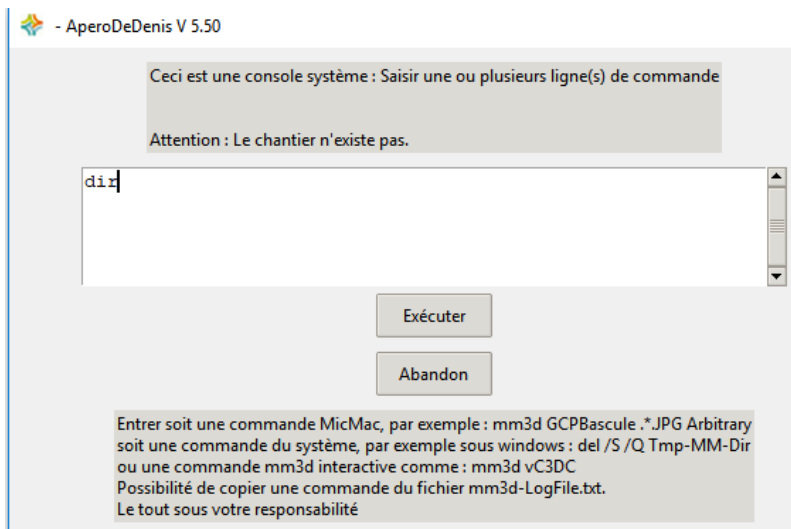 - AperoDeDenis V 5.50
Ceci est une console système : Saisir une ou plusieurs ligne(s) de commande
Attention : Le chantier n'existe pas.
dir
Exécuter
Abandon
Entrer soit une commande MicMac, par exemple : mm3d GCPBascule .*.JPG Arbitrary
soit une commande du système, par exemple sous windows : del /S /Q Tmp-MM-Dir
ou une commande mm3d interactive comme : mm3d vC3DC
Possibilité de copier une commande du fichier mm3d-LogFile.txt.
Le tout sous votre responsabilité